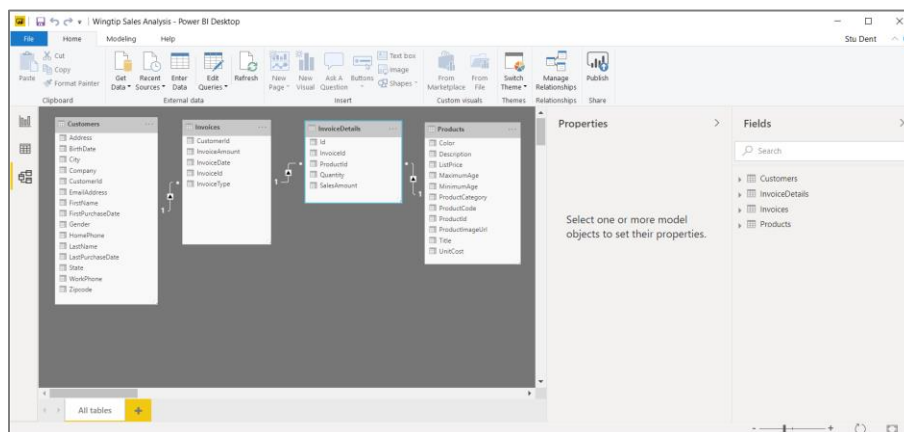 Wingtip Sales Analysis - Power BI Desktop
File Home Modeling Help Stu Dent
Paste
Cut
Copy
Format Painter
Clipboard
Get Data
Recent Sources
Enter Data
Edit Queries
Refresh
External data
New Page
New Visual
Ask A Question
Buttons
Text box
Image
Shapes
Insert
From Marketplace
From File
Custom visuals
Switch Theme
Themes
Manage Relationships
Relationships
Publish
Share
Customers
Address
BirthDate
City
Company
CustomerId
EmailAddress
FirstName
FirstPurchaseDate
Gender
HomePhone
LastName
LastPurchaseDate
State
WorkPhone
Zipcode
1
*
Invoices
CustomerId
InvoiceAmount
InvoiceDate
InvoiceId
InvoiceType
1
*
InvoiceDetails
Id
InvoiceId
ProductId
Quantity
SalesAmount
*
1
Products
Color
Description
ListPrice
MaximumAge
MinimumAge
ProductCategory
ProductCode
ProductId
ProductImageUrl
Title
UnitCost
Properties
Select one or more model
objects to set their properties.
Fields
Search
Customers
InvoiceDetails
Invoices
Products
All tables